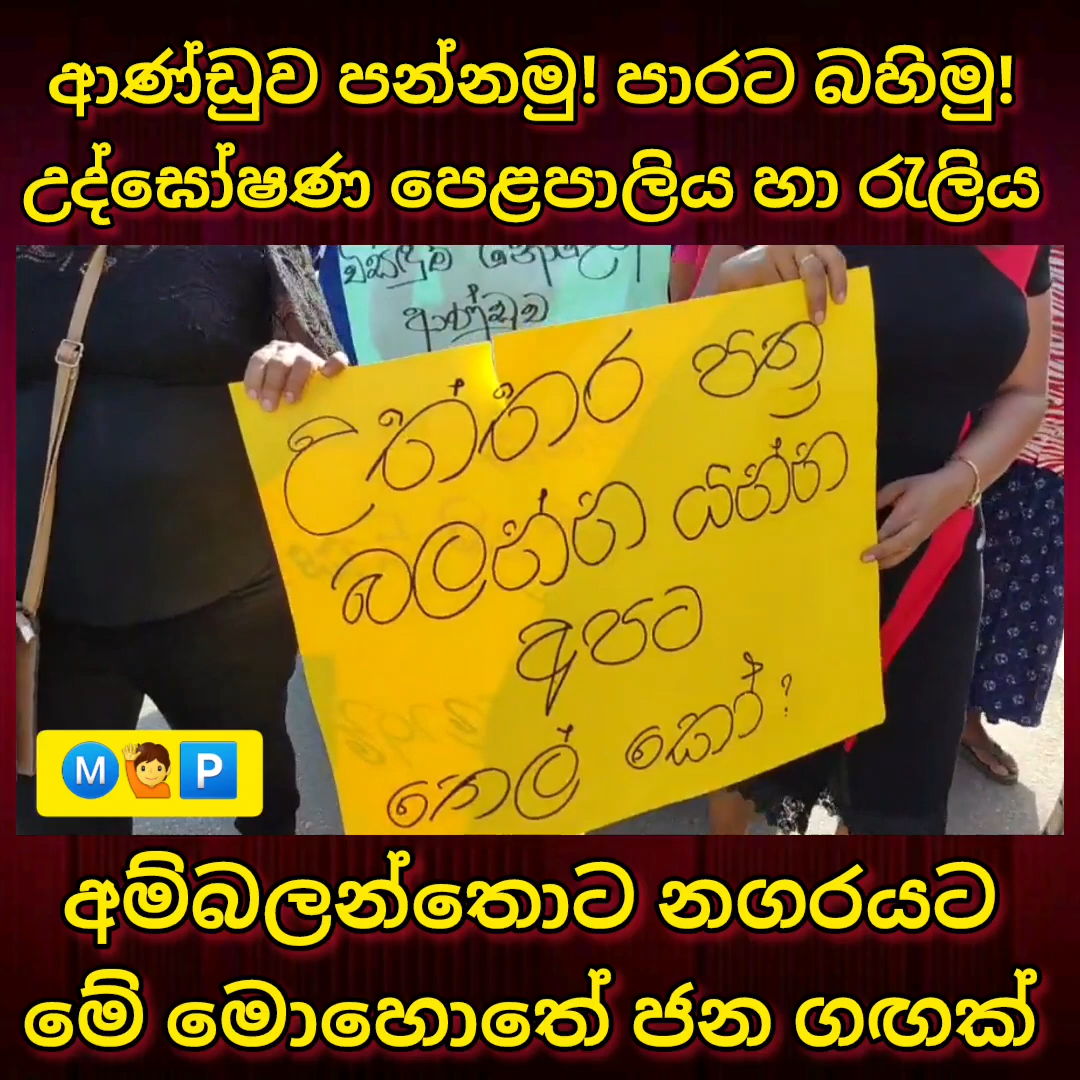 ආණ්ඩුව පන්නමු! පාරට බහිමු!
උද්ඝෝෂණ පෙළපාලිය හා රැලිය
ආණ්ඩුව
උත්තර පත්‍ර
බලන්න යන්න
අපට
තෙල් කෝ?
M P
අම්බලන්තොට නගරයට
මේ මොහොතේ ජන ගඟක්